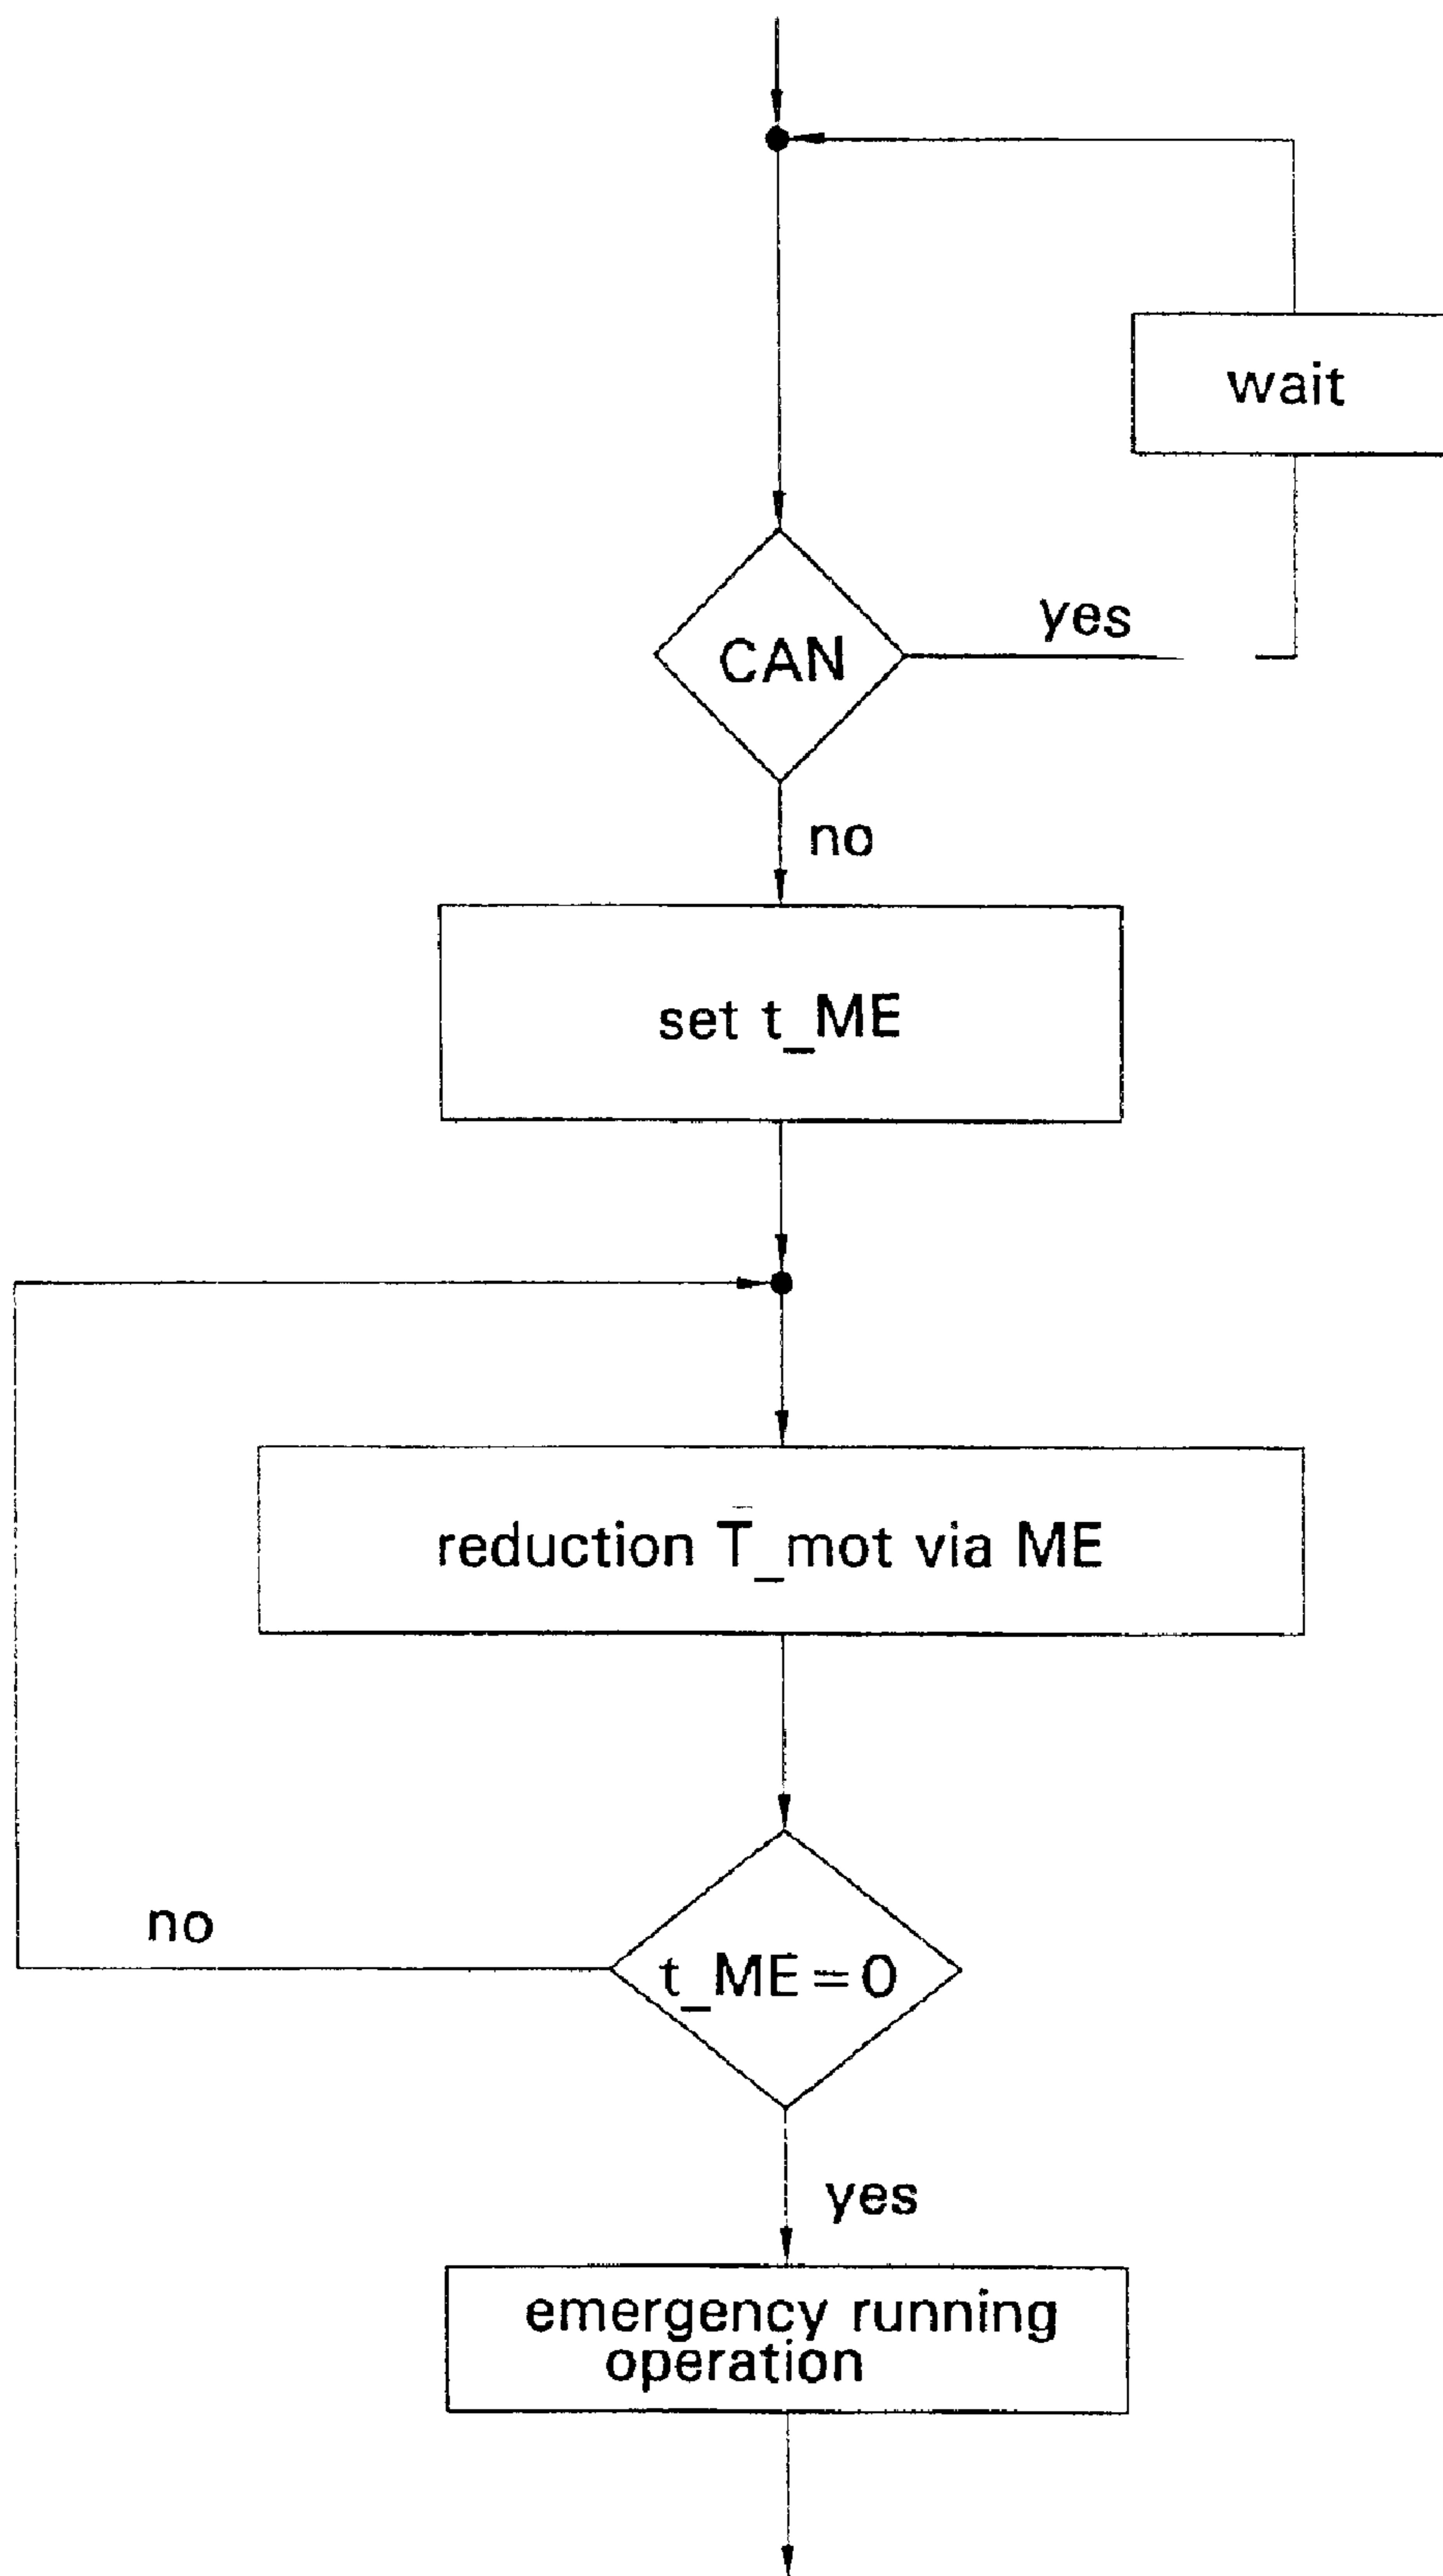 wait
yes
CAN
no
set t_ME
reduction T_mot via ME
no
t_ME=0
yes
emergency running
operation